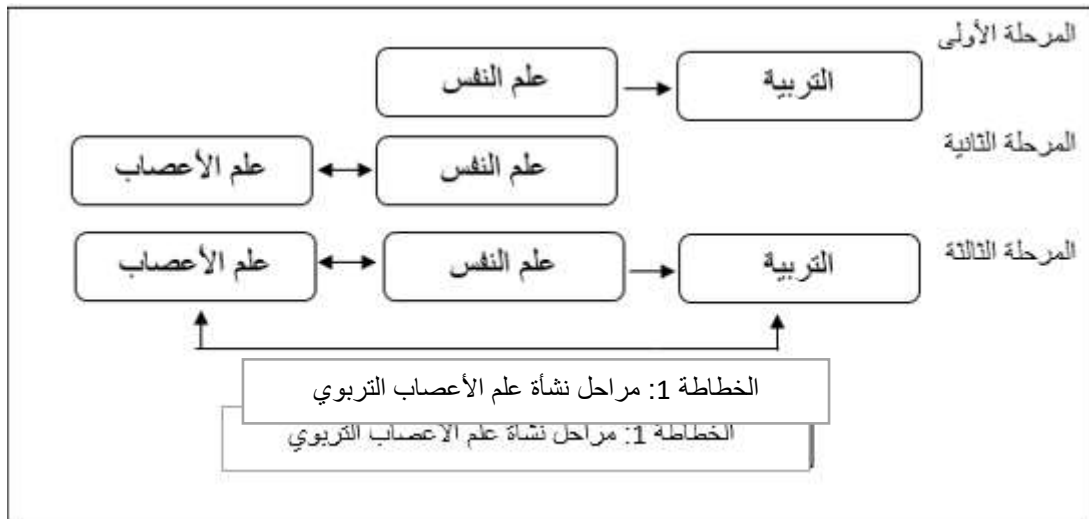 المرحلة الأولى
التربية
علم النفس
المرحلة الثانية
علم النفس
علم الأعصاب
المرحلة الثالثة
التربية
علم النفس
علم الأعصاب
الخطاطة 1: مراحل نشأة علم الأعصاب التربوي
الخطاطة 1: مراحل نشأة علم الأعصاب التربوي